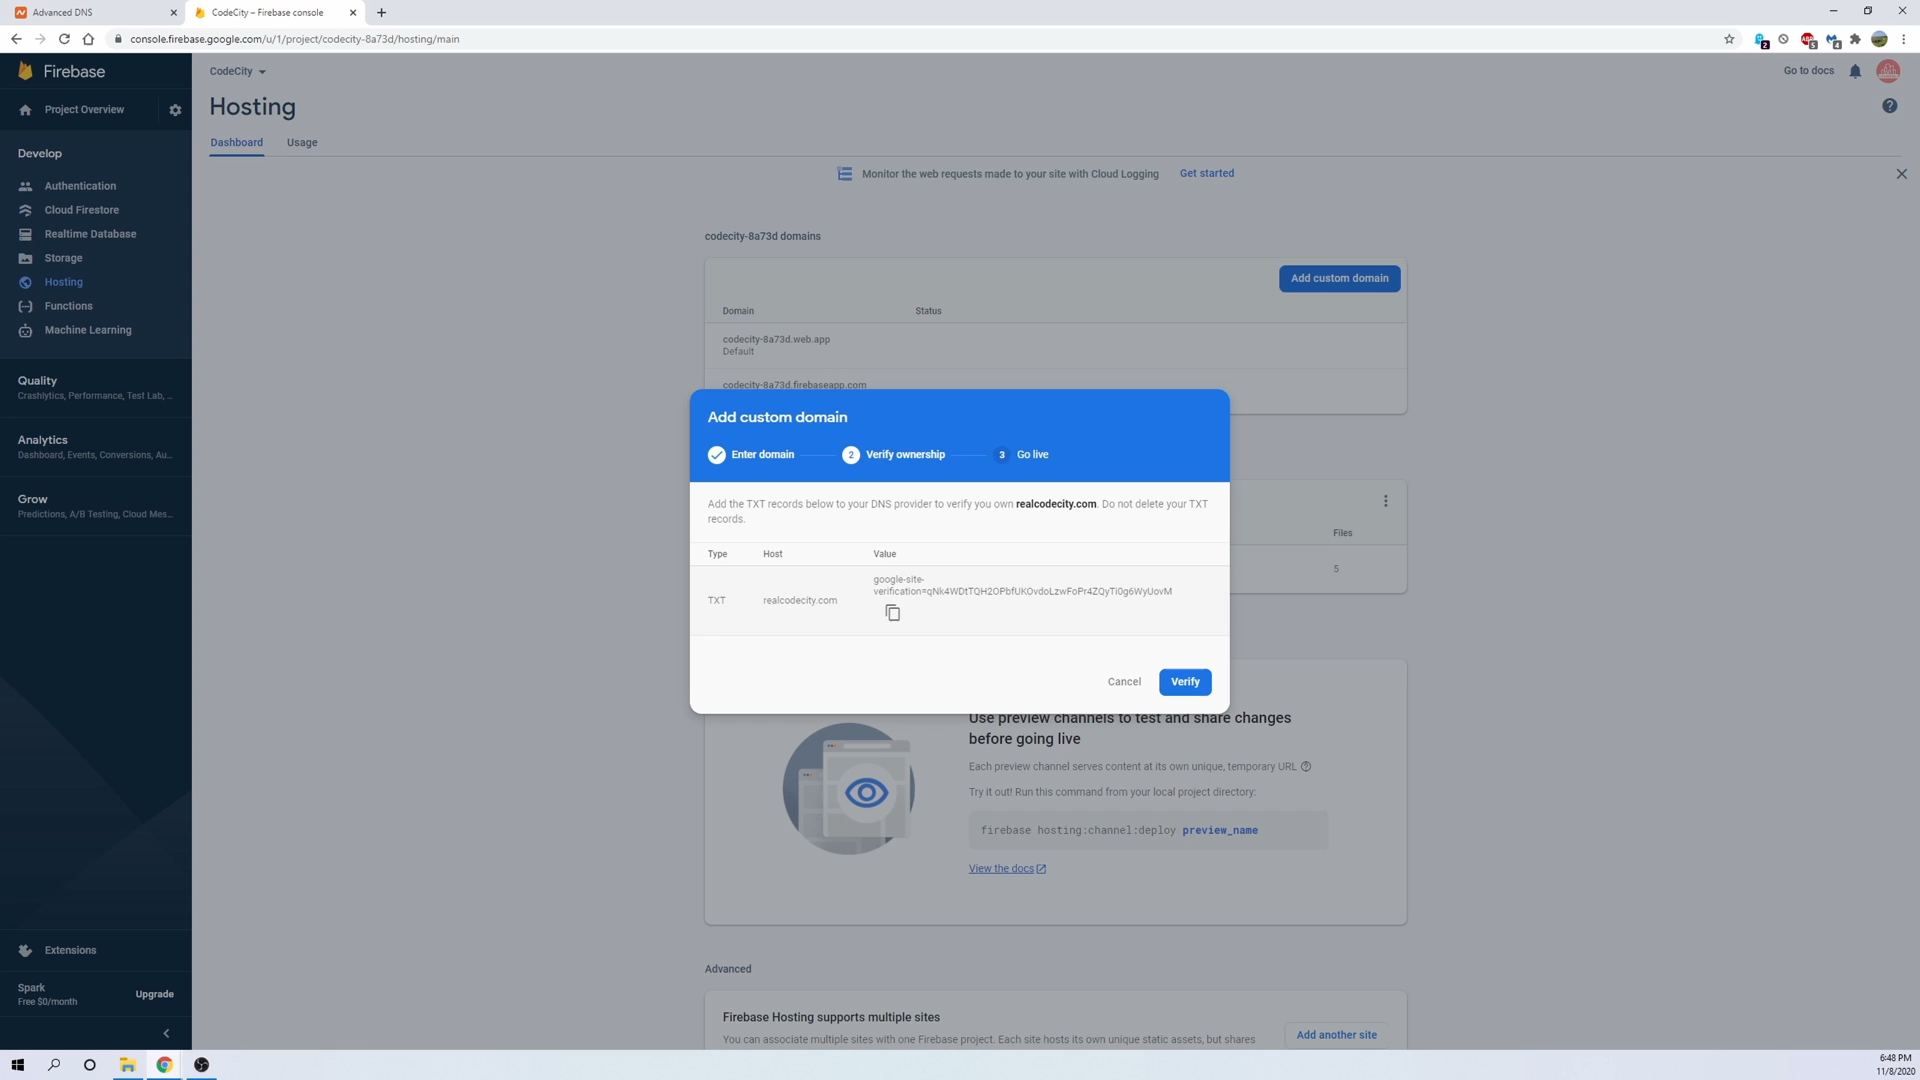 Advanced DNS
CodeCity – Firebase console
console.firebase.google.com/u/1/project/codecity-8a73d/hosting/main
2
5
4
Firebase
Project Overview
Develop
Authentication
Cloud Firestore
Realtime Database
Storage
Hosting
Functions
Machine Learning
Quality
Crashlytics, Performance, Test Lab, ...
Analytics
Dashboard, Events, Conversions, Au...
Grow
Predictions, A/B Testing, Cloud Mes...
Extensions
Spark
Free $0/month
Upgrade
CodeCity
Go to docs
Hosting
Dashboard
Usage
Monitor the web requests made to your site with Cloud Logging
Get started
codecity-8a73d domains
Add custom domain
Domain
Status
codecity-8a73d.web.app
Default
codecity-8a73d.firebaseapp.com
Add custom domain
Enter domain
2
Verify ownership
3
Go live
Add the TXT records below to your DNS provider to verify you own realcodecity.com. Do not delete your TXT
records.
Type
Host
Value
TXT
realcodecity.com
google-site-
verification=qNk4WDtTQH2OPbfUKOvdoLzwFoPr4ZQyTi0g6WyUovM
Cancel
Verify
Files
5
Use preview channels to test and share changes
before going live
Each preview channel serves content at its own unique, temporary URL
Try it out! Run this command from your local project directory:
firebase hosting:channel:deploy preview_name
View the docs
Advanced
Firebase Hosting supports multiple sites
You can associate multiple sites with one Firebase project. Each site hosts its own unique static assets, but shares
Add another site
6:48 PM
11/8/2020